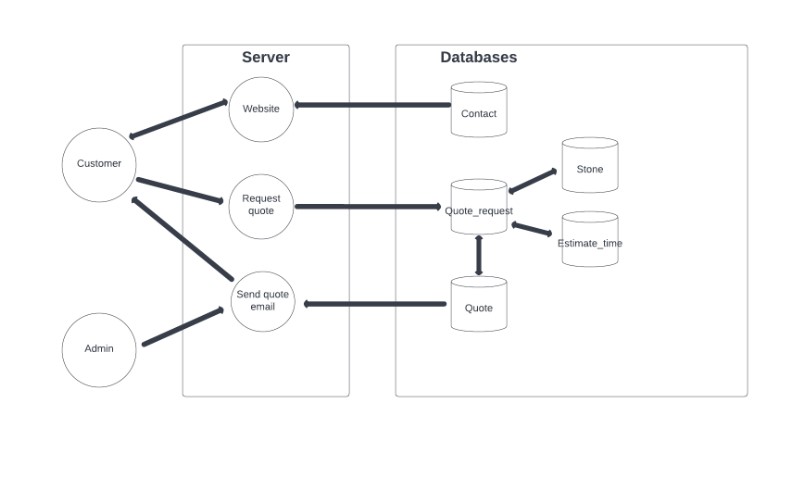 Server
Databases
Website
Contact
Customer
Stone
Request
quote
Quote_request
Estimate_time
Send quote
email
Quote
Admin